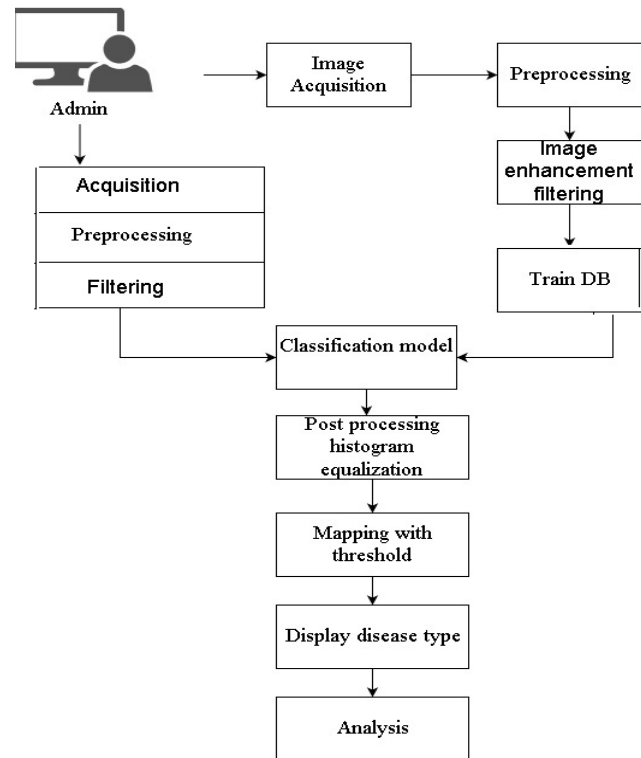 Admin
Image
Acquisition
Preprocessing
Image
enhancement
filtering
Train DB
Acquisition
Preprocessing
Filtering
Classification model
Post processing
histogram
equalization
Mapping with
threshold
Display disease type
Analysis